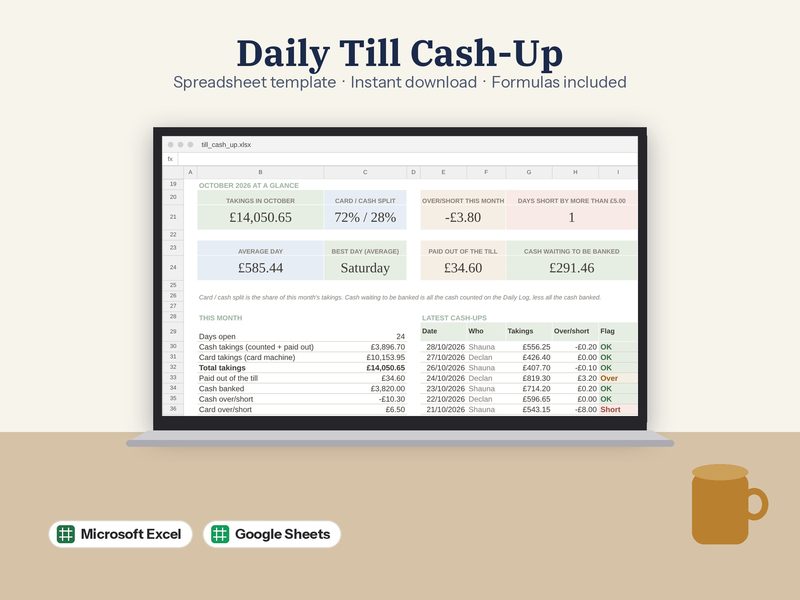 Daily Till Cash-Up
Spreadsheet template · Instant download · Formulas included
till_cash_up.xlsx
fx
A B C D E F G H I
19 OCTOBER 2026 AT A GLANCE
20 TAKINGS IN OCTOBER CARD / CASH SPLIT OVER/SHORT THIS MONTH DAYS SHORT BY MORE THAN £5.00
21 £14,050.65 72% / 28% -£3.80 1
22
23 AVERAGE DAY BEST DAY (AVERAGE) PAID OUT OF THE TILL CASH WAITING TO BE BANKED
24 £585.44 Saturday £34.60 £291.46
25
26 Card / cash split is the share of this month's takings. Cash waiting to be banked is all the cash counted on the Daily Log, less all the cash banked.
27
28 THIS MONTH LATEST CASH-UPS
29 Days open 24 Date Who Takings Over/short Flag
30 Cash takings (counted + paid out) £3,896.70 28/10/2026 Shauna £556.25 -£0.20 OK
31 Card takings (card machine) £10,153.95 27/10/2026 Declan £426.40 £0.00 OK
32 Total takings £14,050.65 26/10/2026 Shauna £407.70 -£0.10 OK
33 Paid out of the till £34.60 24/10/2026 Declan £819.30 £3.20 Over
34 Cash banked £3,820.00 23/10/2026 Shauna £714.20 £0.20 OK
35 Cash over/short -£10.30 22/10/2026 Declan £596.65 £0.00 OK
36 Card over/short £6.50 21/10/2026 Shauna £543.15 -£8.00 Short
Microsoft Excel
Google Sheets